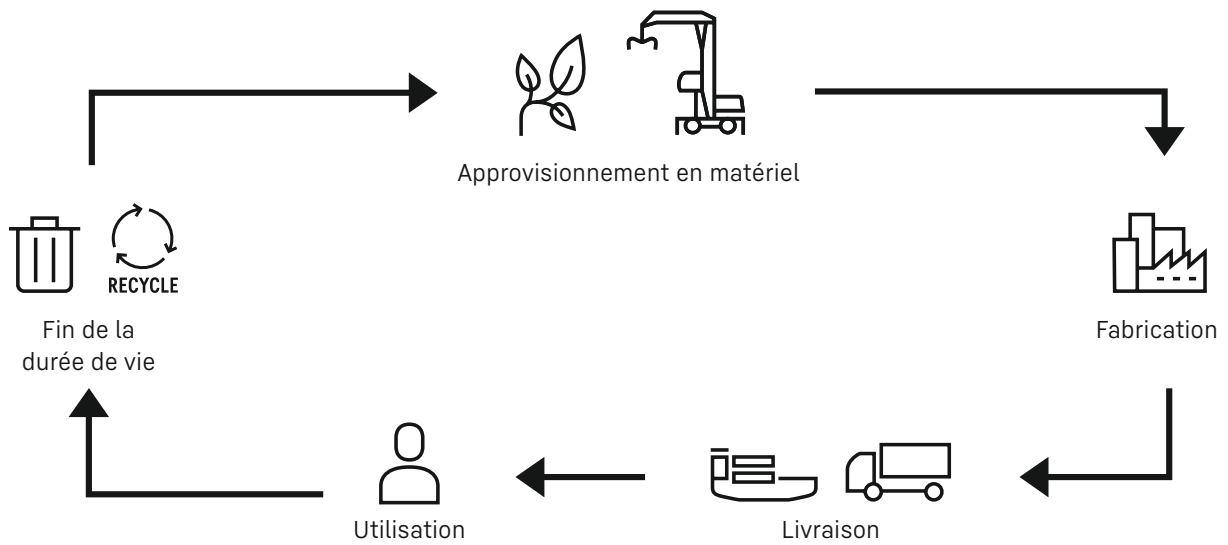 Approvisionnement en matériel
RECYCLE
Fin de la
durée de vie
Fabrication
Utilisation
Livraison